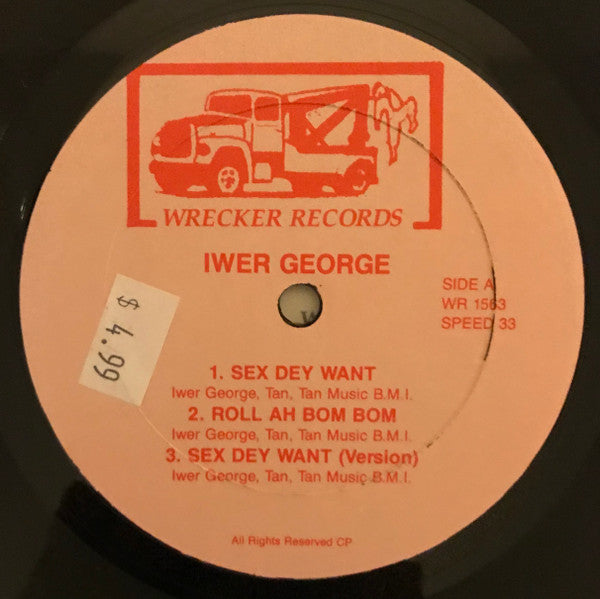 WRECKER RECORDS
IWER GEORGE
SIDE A
WR 1563
SPEED 33
$ 4.99
1. SEX DEY WANT
Iwer George, Tan, Tan Music B.M.I.
2. ROLL AH BOM BOM
Iwer George, Tan, Tan Music B.M.I.
3. SEX DEY WANT (Version)
Iwer George, Tan, Tan Music B.M.I.
All Rights Reserved CP